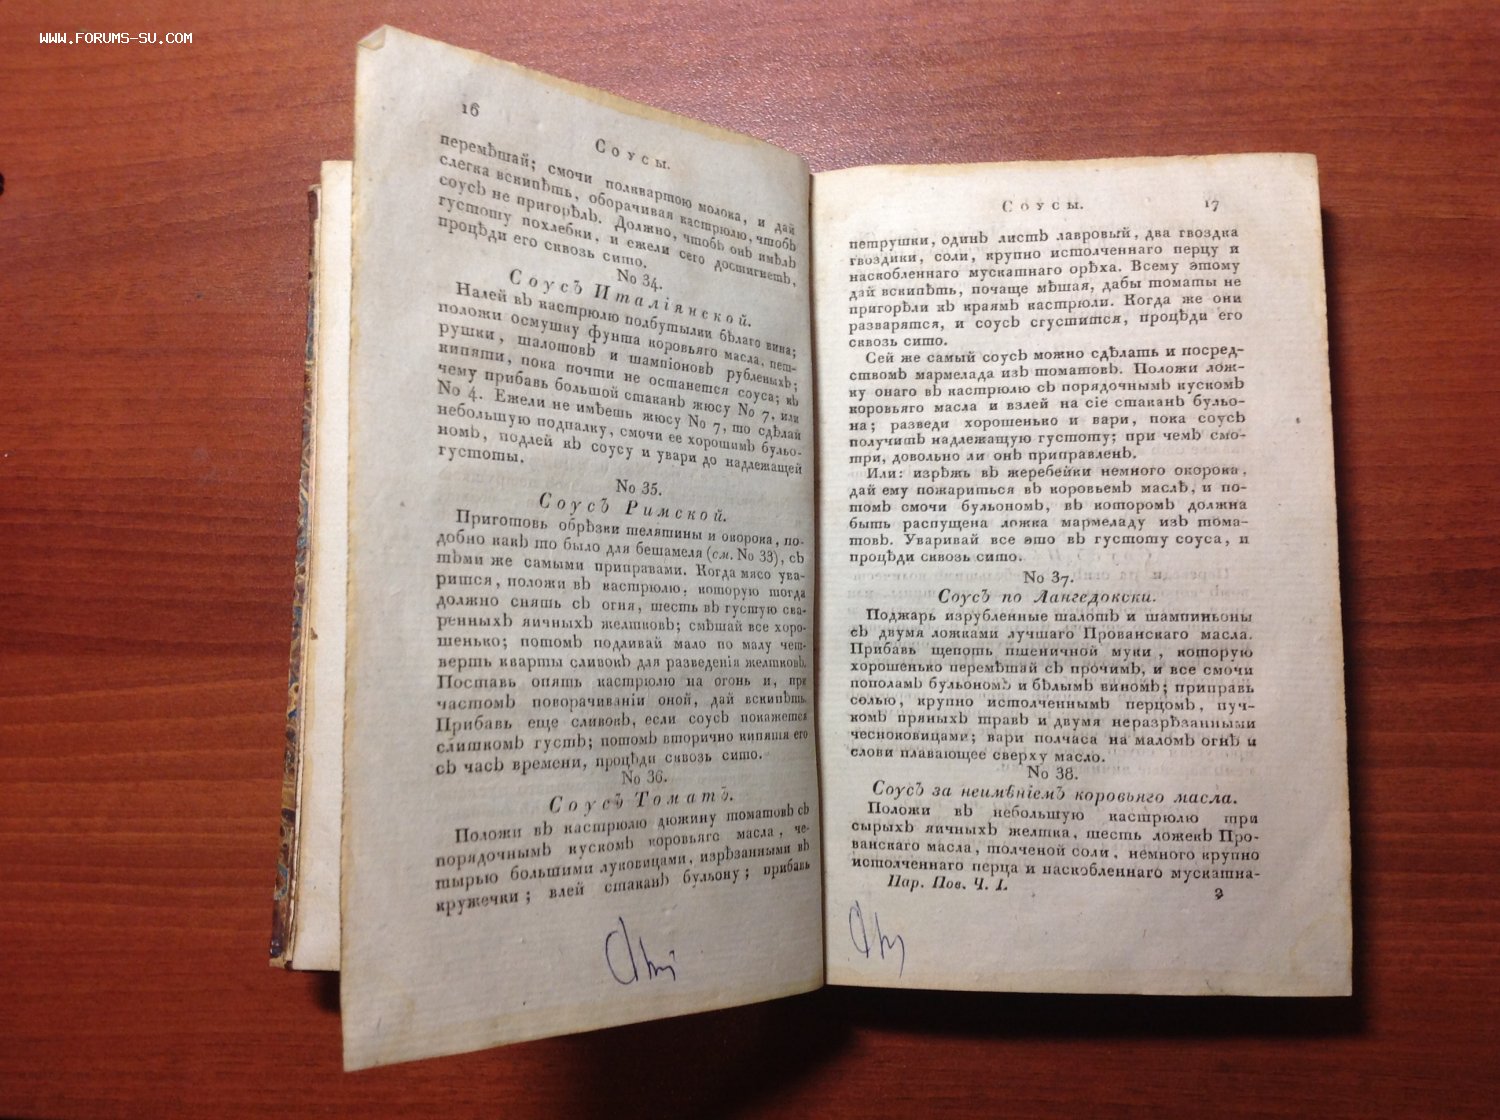 WWW.FORUMS-SU.COM
16
Соусы.
перемѣшай; смочи полквартою молока, и дай
слегка вскипѣть, оборачивая кастрюлю, чтобъ
соусъ не пригорѣлъ. Должно, чтобъ онъ имѣлъ
густоту похлебки, и ежели сего достигнетъ,
процѣди его сквозь сито.
No 34.
Соусъ Италіянской.
Налей въ кастрюлю полбутылки бѣлаго вина;
положи осмушку фунта коровьяго масла, пет-
рушки, шалотовъ и шампіоновъ рубленыхъ;
кипяти, пока почти не останется соуса; къ
чему прибавь большой стаканъ жюсу No 7, или
No 4. Ежели не имѣешь жюсу No 7, то сдѣлай
небольшую подпалку, смочи ее хорошимъ бульо-
номъ, подлей къ соусу и увари до надлежащей
густоты.
No 35.
Соусъ Римской.
Приготовь обрѣзки телятины и окорока, по-
добно какъ то было для бешамеля (см. No 33), съ
тѣми же самыми приправами. Когда мясо ува-
рится, положи въ кастрюлю, которую тогда
должно снять съ огня, шесть въ густую сва-
ренныхъ яичныхъ желтковъ; смѣшай все хоро-
шенько; потомъ подливай мало по малу чет-
верть кварты сливокъ для разведенія желтковъ.
Поставь опять кастрюлю на огонь и, при
частомъ поворачиваніи оной, дай вскипѣть.
Прибавь еще сливокъ, если соусъ покажется
слишкомъ густъ; потомъ вторично кипятя его
съ часъ времени, процѣди сквозь сито.
No 36.
Соусъ Томатъ.
Положи въ кастрюлю дюжину томатовъ съ
порядочнымъ кускомъ коровьяго масла, че-
тырью большими луковицами, изрѣзанными въ
кружечки; влей стаканъ бульону; прибавь
Соусы.
17
петрушки, одинъ листъ лавровый, два гвоздка
гвоздики, соли, крупно истолченнаго перцу и
наскобленнаго мускатнаго орѣха. Всему этому
дай вскипѣть, почаще мѣшая, дабы томаты не
пригорѣли къ краямъ кастрюли. Когда же они
разварятся, и соусъ сгустится, процѣди его
сквозь сито.
Сей же самый соусъ можно сдѣлать и посред-
ствомъ мармелада изъ томатовъ. Положи лож-
ку онаго въ кастрюлю съ порядочнымъ кускомъ
коровьяго масла и взлей на сіе стаканъ бульо-
на; разведи хорошенько и вари, пока соусъ
получитъ надлежащую густоту; при чемъ смо-
три, довольно ли онъ приправленъ.
Или: изрѣжь въ жеребейки немного окорока,
дай ему пожариться въ коровьемъ маслѣ, и по-
томъ смочи бульономъ, въ которомъ должна
быть распущена ложка мармеладу изъ тома-
товъ. Уваривай все это въ густоту соуса, и
процѣди сквозь сито.
No 37.
Соусъ по Лангедокски.
Поджарь изрубленные шалотъ и шампиньоны
съ двумя ложками лучшаго Прованскаго масла.
Прибавь щепоть пшеничной муки, которую
хорошенько перемѣшай съ прочимъ, и все смочи
пополамъ бульономъ и бѣлымъ виномъ; приправь
солью, крупно истолченнымъ перцомъ, пуч-
комъ пряныхъ травъ и двумя неразрѣзанными
чесноковицами; вари полчаса на маломъ огнѣ и
слови плавающее сверху масло.
No 38.
Соусъ за неимѣніемъ коровьяго масла.
Положи въ небольшую кастрюлю три
сырыхъ яичныхъ желтка, шесть ложекъ Про-
ванскаго масла, толченой соли, немного крупно
истолченнаго перца и наскобленнаго мускатна-
Пар. Пов. Ч. I.
2